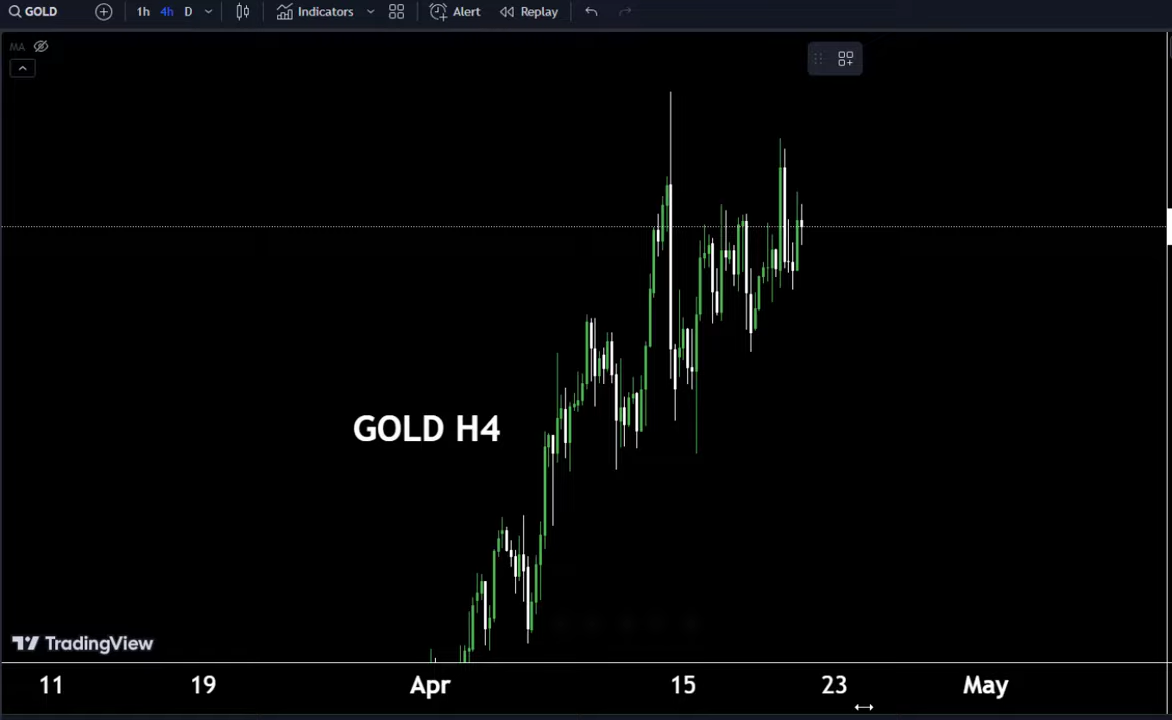 GOLD 1h 4h D Indicators Alert Replay
MA
GOLD H4
TradingView
11 19 Apr 15 23 May